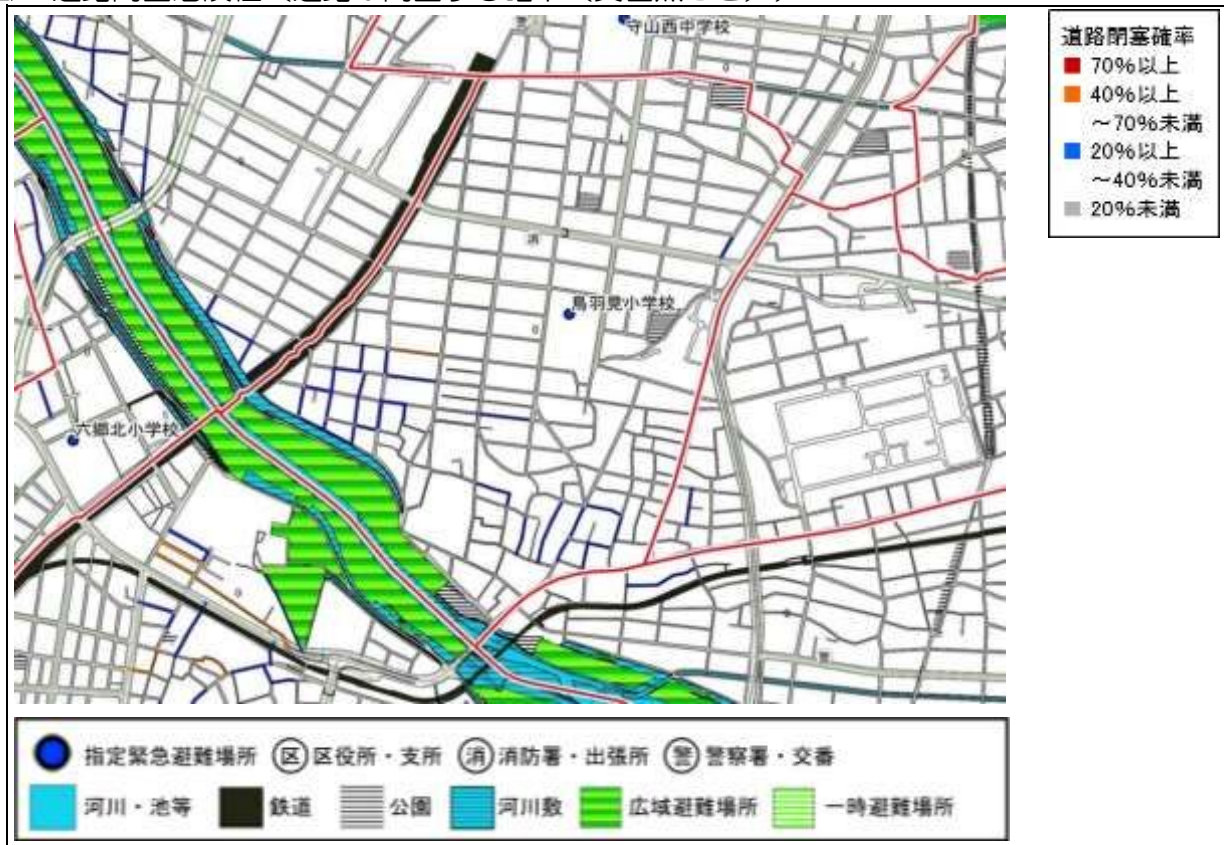 道路閉塞確率
70%以上
40%以上
～70%未満
20%以上
～40%未満
20%未満
守山西中学校
鳥羽見小学校
六郷北小学校
消
指定緊急避難場所 区 区役所・支所 消 消防署・出張所 警 警察署・交番
河川・池等 鉄道 公園 河川敷 広域避難場所 一時避難場所